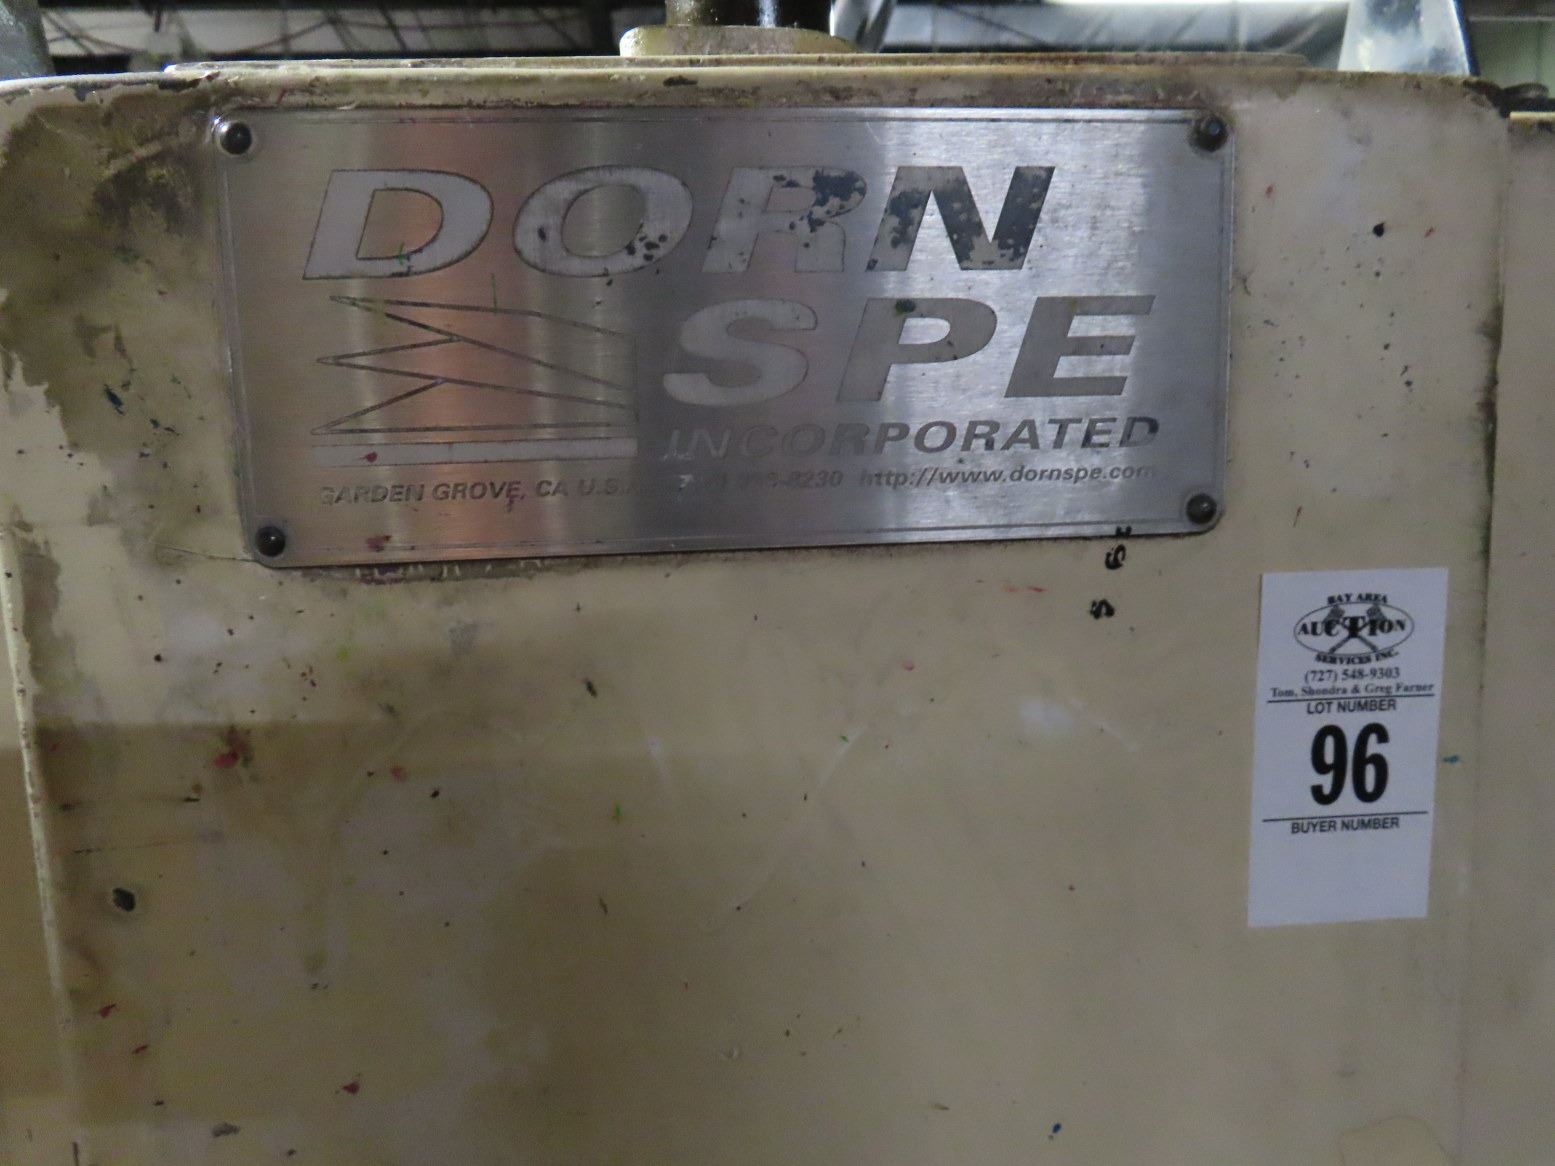 DORN
SPE
INCORPORATED
GARDEN GROVE, CA U.S.A. 8230 http://www.dornspe.com
BAY AREA
AUCTION
SERVICES INC.
(727) 548-9303
Tom, Shondra & Greg Farner
LOT NUMBER
96
BUYER NUMBER